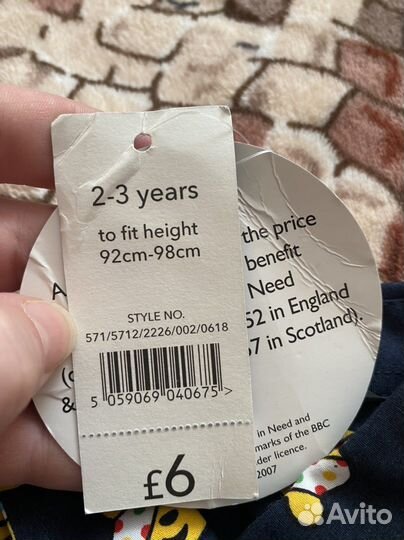 2-3 years
to fit height
92cm-98cm
STYLE NO.
571/5712/2226/002/0618
5 059069 040675 >
£6
A
the price
benefit
Need
52 in England
7 in Scotland).
(
&
in Need and
marks of the BBC
der licence.
2007
Avito